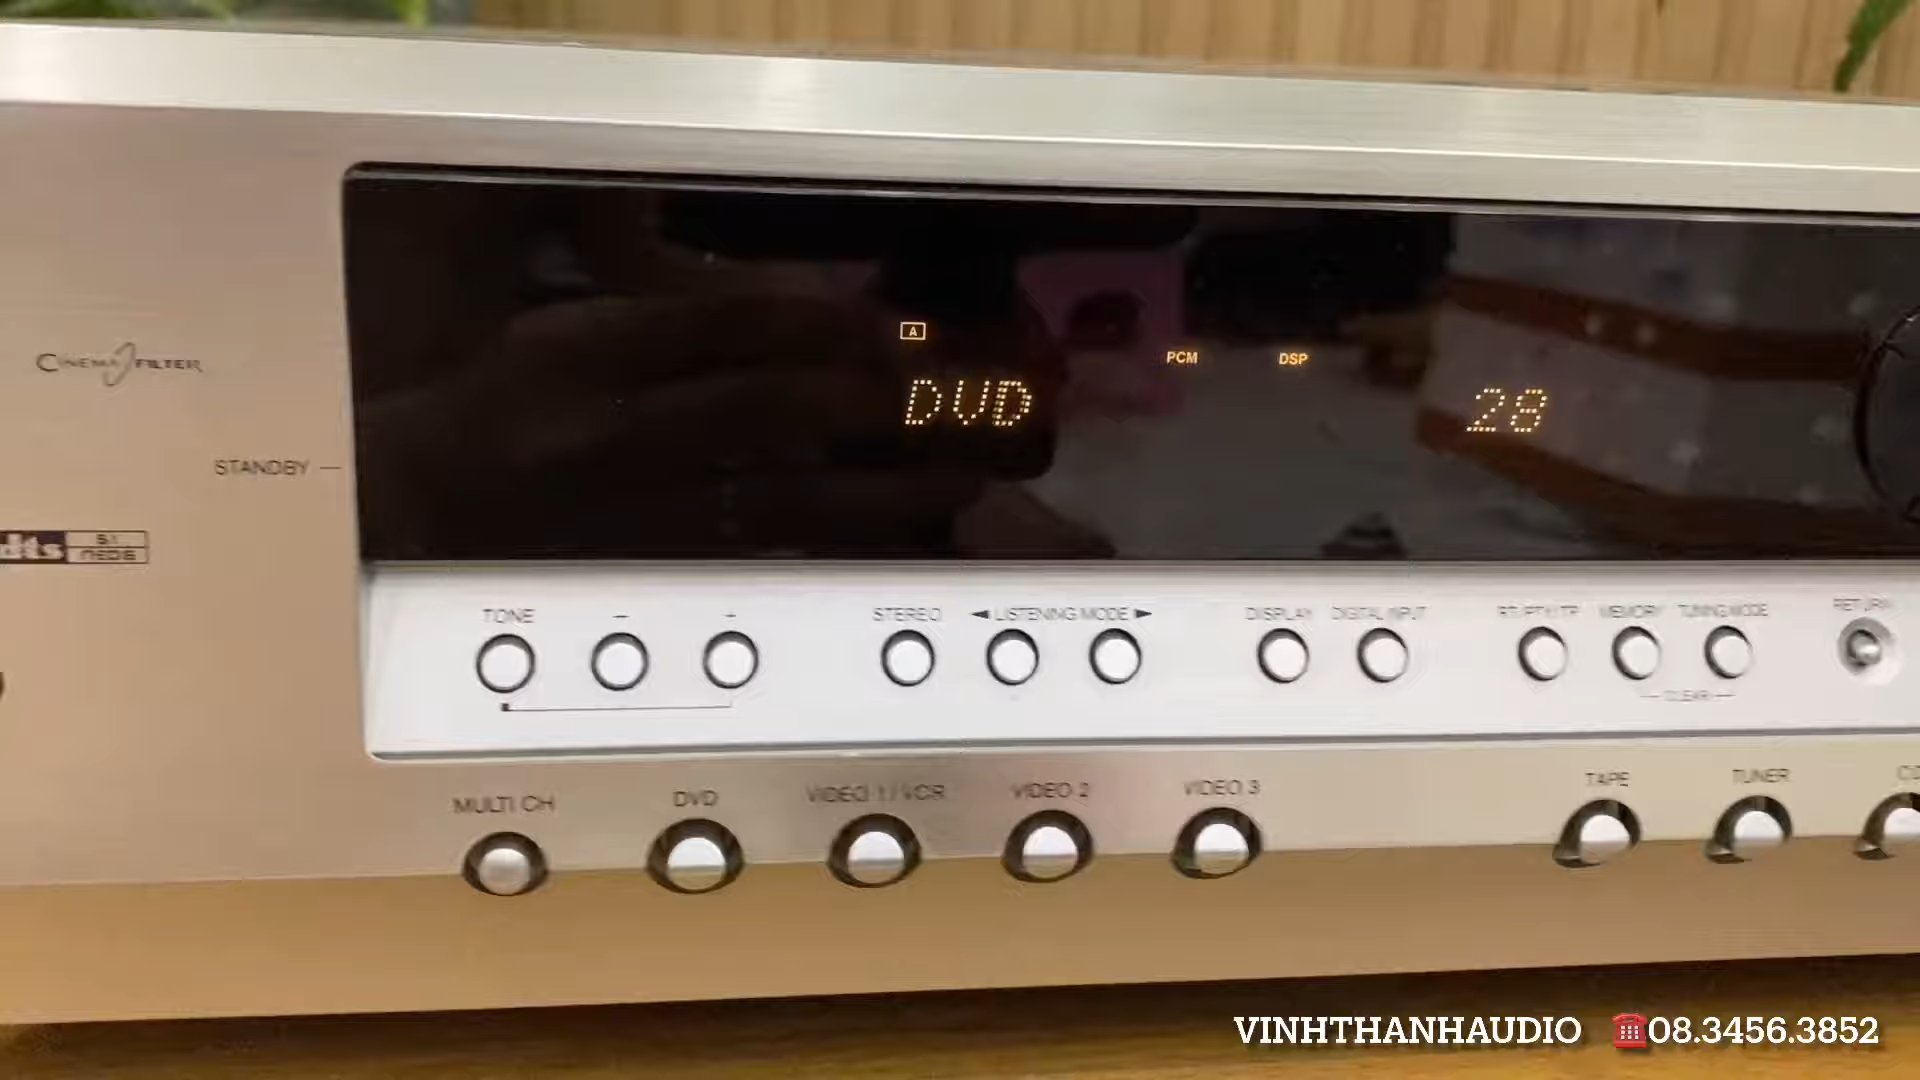 A
PCM DSP
DVD 28
CINEMA FILTER
STANDBY
dts
TONE - + STEREO ◄ LISTENING MODE ► DISPLAY DIGITAL INPUT RT/PTY/TP MEMORY TUNING MODE RETURN
CLEAR
MULTI CH DVD VIDEO 1 / VCR VIDEO 2 VIDEO 3 TAPE TUNER CD
VINHTHANHAUDIO ☎08.3456.3852